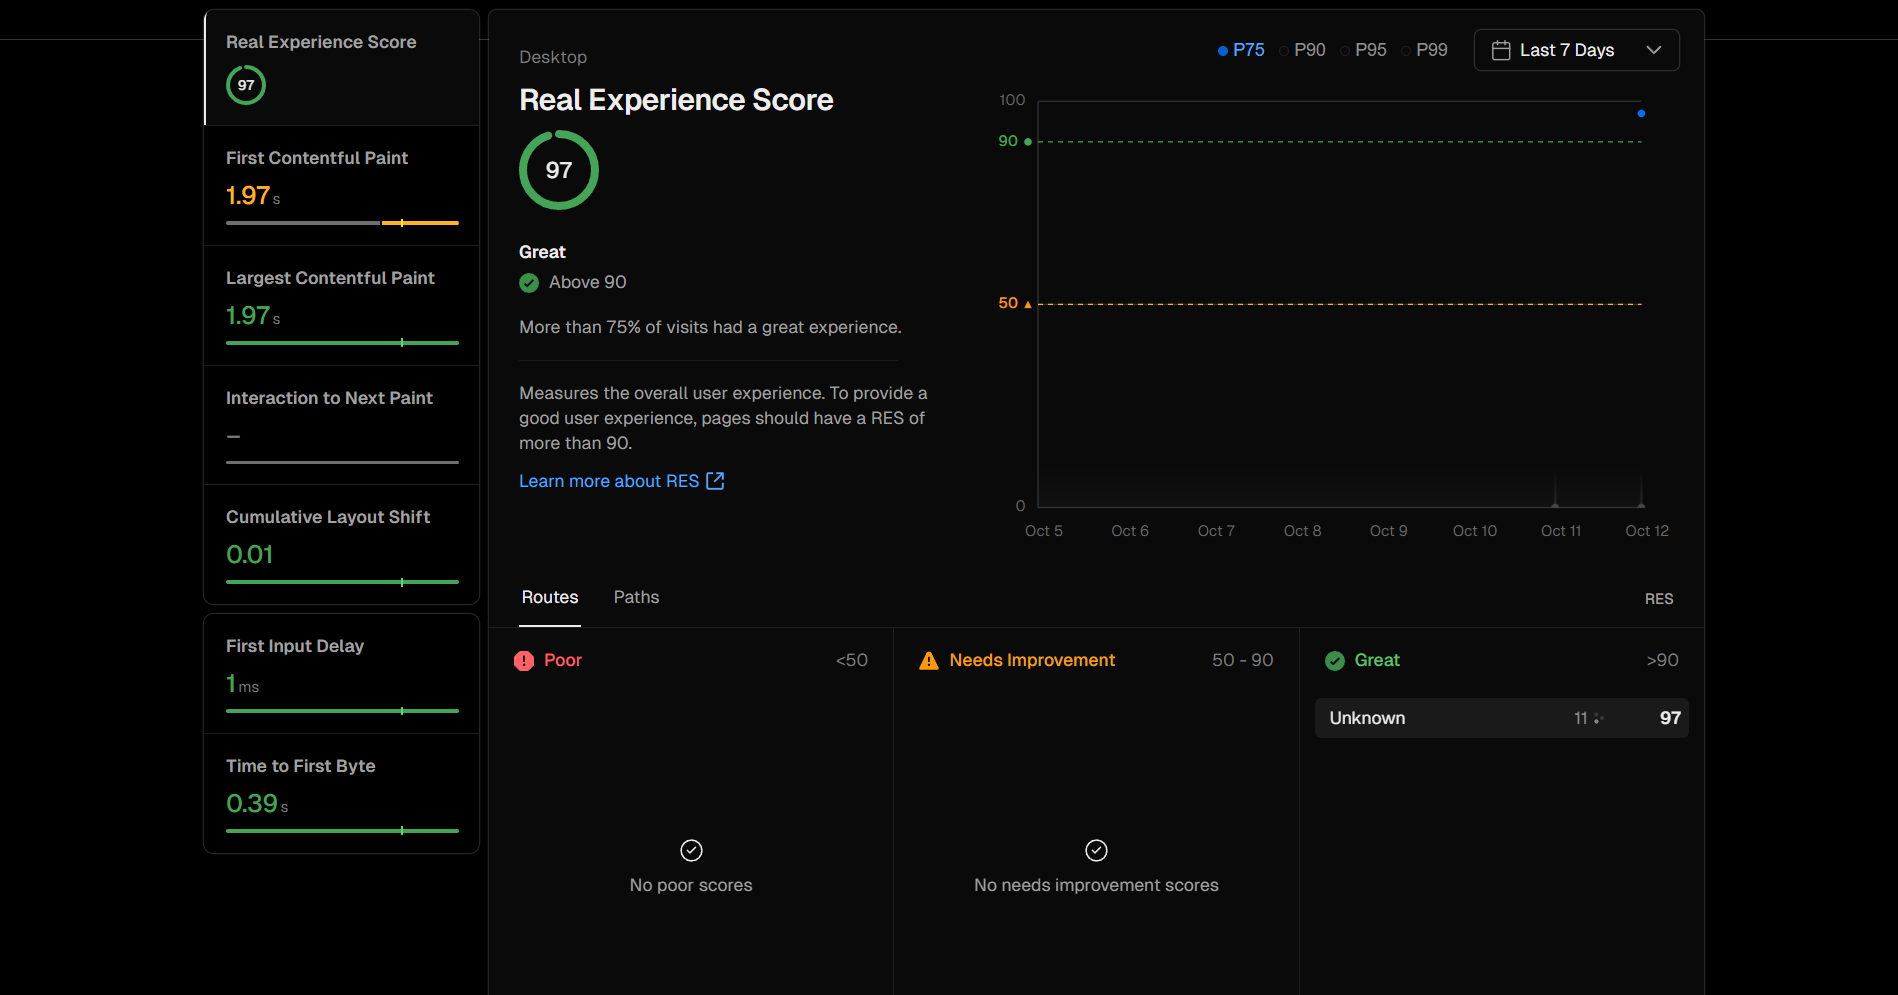 Real Experience Score
97
First Contentful Paint
1.97 s
Largest Contentful Paint
1.97 s
Interaction to Next Paint
–
Cumulative Layout Shift
0.01
First Input Delay
1 ms
Time to First Byte
0.39 s
Desktop
Real Experience Score
97
Great
Above 90
More than 75% of visits had a great experience.
Measures the overall user experience. To provide a
good user experience, pages should have a RES of
more than 90.
Learn more about RES
P75 P90 P95 P99
Last 7 Days
100
90
50
0
Oct 5 Oct 6 Oct 7 Oct 8 Oct 9 Oct 10 Oct 11 Oct 12
Routes Paths RES
Poor <50
No poor scores
Needs Improvement 50 - 90
No needs improvement scores
Great >90
Unknown 11 97